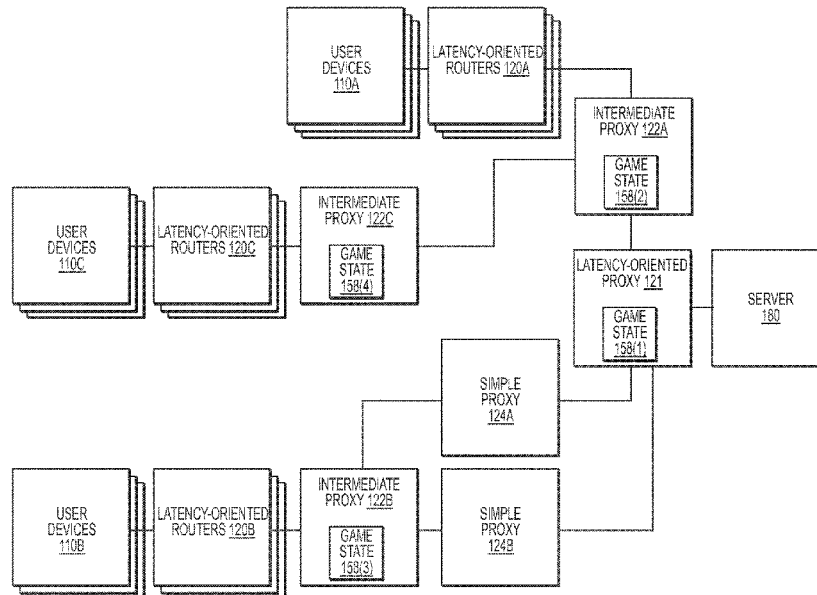 USER
DEVICES
110A
LATENCY-ORIENTED
ROUTERS 120A
INTERMEDIATE
PROXY 122A
GAME
STATE
158(2)
USER
DEVICES
110C
LATENCY-ORIENTED
ROUTERS 120C
INTERMEDIATE
PROXY 122C
GAME
STATE
158(4)
LATENCY-ORIENTED
PROXY 121
GAME
STATE
158(1)
SERVER
180
SIMPLE
PROXY
124A
USER
DEVICES
110B
LATENCY-ORIENTED
ROUTERS 120B
INTERMEDIATE
PROXY 122B
GAME
STATE
158(3)
SIMPLE
PROXY
124B